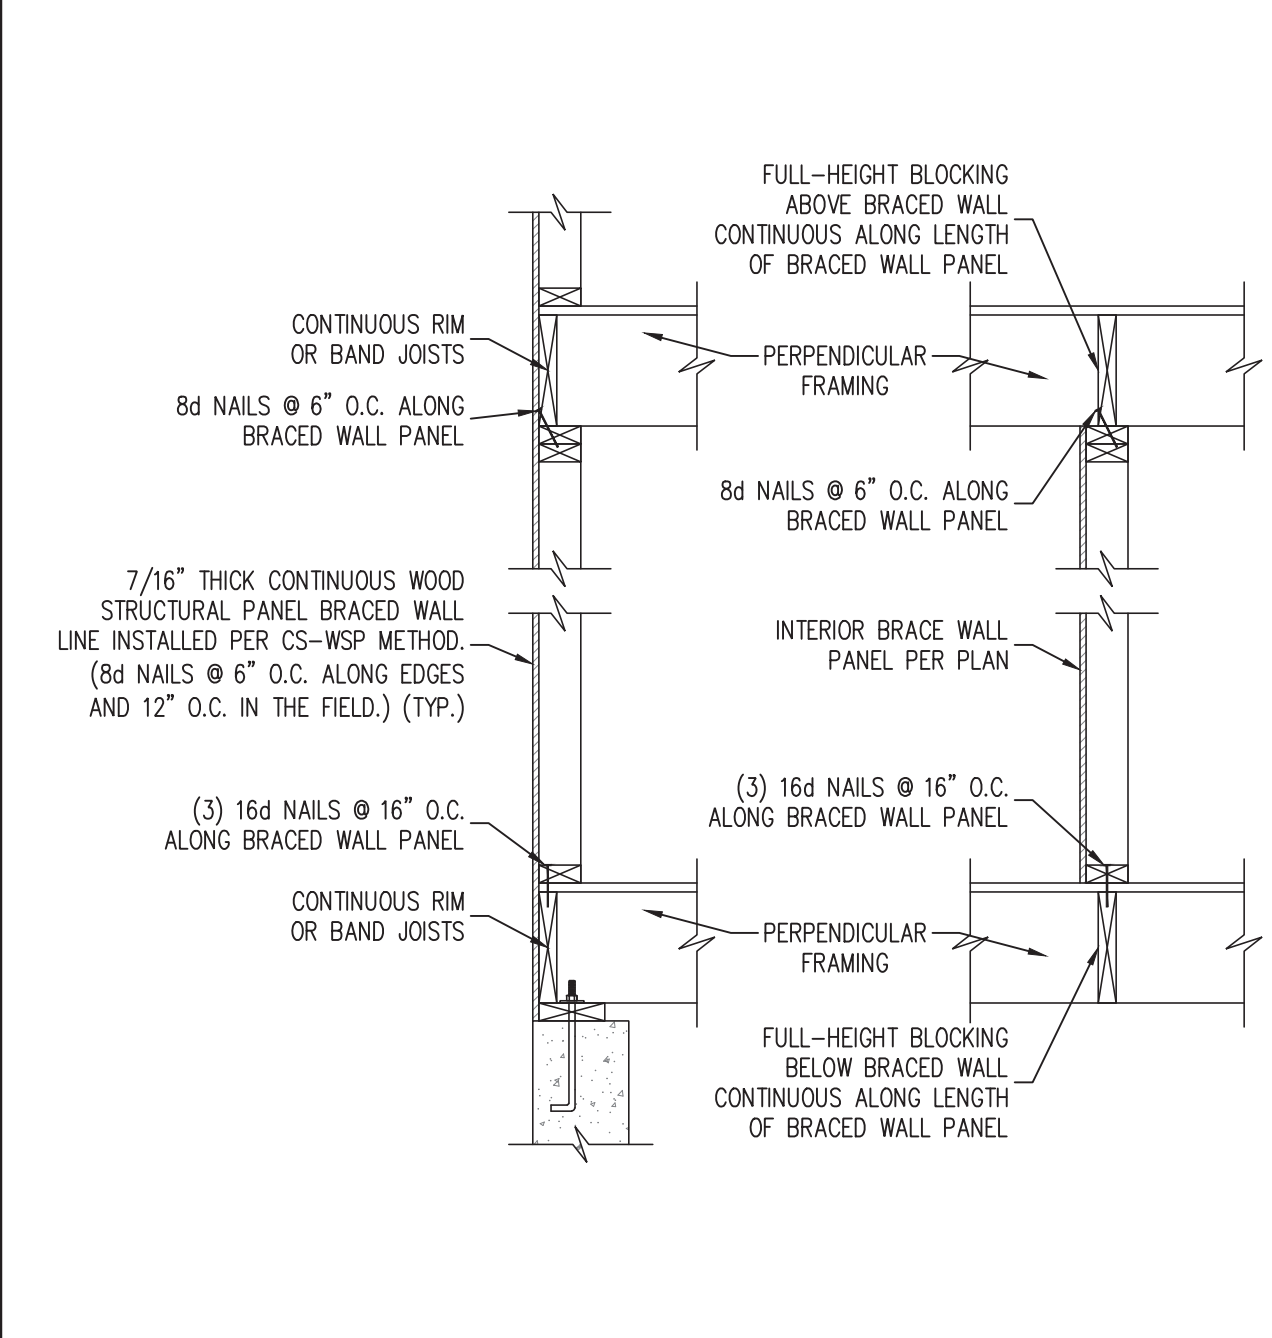 FULL-HEIGHT BLOCKING
ABOVE BRACED WALL
CONTINUOUS ALONG LENGTH
OF BRACED WALL PANEL
CONTINUOUS RIM
OR BAND JOISTS
PERPENDICULAR
FRAMING
8d NAILS @ 6" O.C. ALONG
BRACED WALL PANEL
8d NAILS @ 6" O.C. ALONG
BRACED WALL PANEL
7/16" THICK CONTINUOUS WOOD
STRUCTURAL PANEL BRACED WALL
LINE INSTALLED PER CS-WSP METHOD.
(8d NAILS @ 6" O.C. ALONG EDGES
AND 12" O.C. IN THE FIELD.) (TYP.)
INTERIOR BRACE WALL
PANEL PER PLAN
(3) 16d NAILS @ 16" O.C.
ALONG BRACED WALL PANEL
(3) 16d NAILS @ 16" O.C.
ALONG BRACED WALL PANEL
CONTINUOUS RIM
OR BAND JOISTS
PERPENDICULAR
FRAMING
FULL-HEIGHT BLOCKING
BELOW BRACED WALL
CONTINUOUS ALONG LENGTH
OF BRACED WALL PANEL